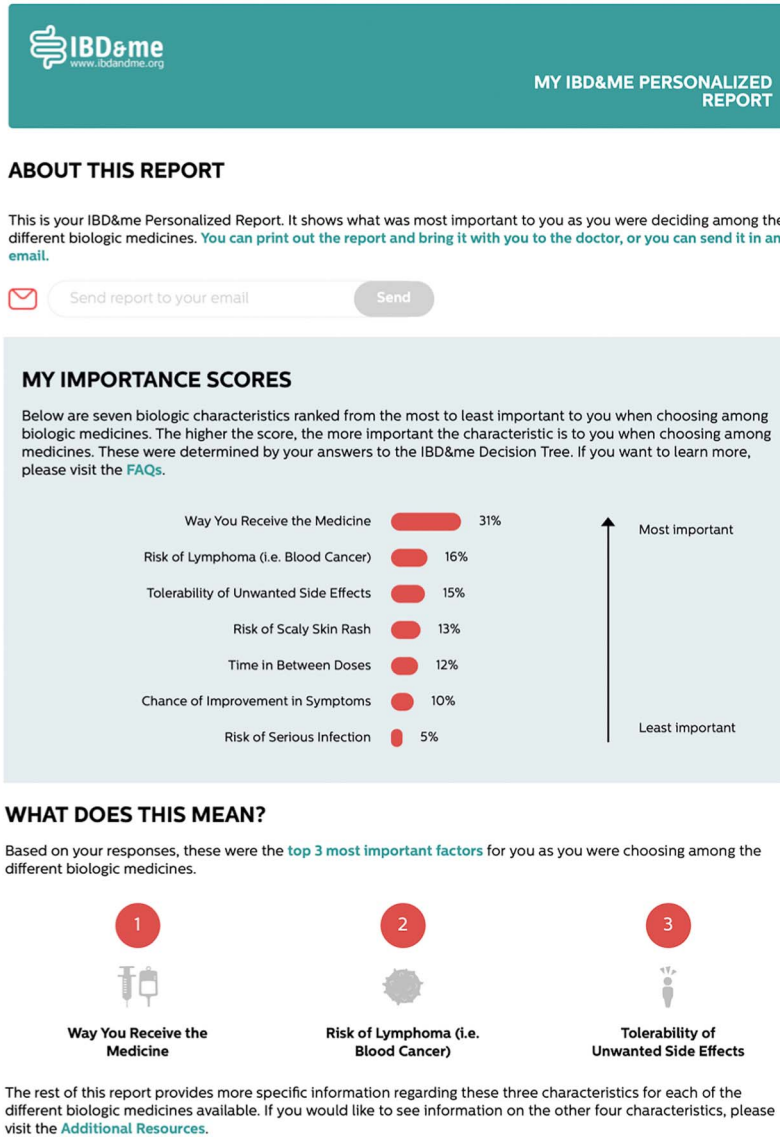 IBD&me
www.ibdandme.org
MY IBD&ME PERSONALIZED
REPORT
ABOUT THIS REPORT
This is your IBD&me Personalized Report. It shows what was most important to you as you were deciding among the
different biologic medicines. You can print out the report and bring it with you to the doctor, or you can send it in an
email.
Send report to your email
Send
MY IMPORTANCE SCORES
Below are seven biologic characteristics ranked from the most to least important to you when choosing among
biologic medicines. The higher the score, the more important the characteristic is to you when choosing among
medicines. These were determined by your answers to the IBD&me Decision Tree. If you want to learn more,
please visit the FAQs.
Way You Receive the Medicine 31%
Most important
Risk of Lymphoma (i.e. Blood Cancer) 16%
Tolerability of Unwanted Side Effects 15%
Risk of Scaly Skin Rash 13%
Time in Between Doses 12%
Chance of Improvement in Symptoms 10%
Least important
Risk of Serious Infection 5%
WHAT DOES THIS MEAN?
Based on your responses, these were the top 3 most important factors for you as you were choosing among the
different biologic medicines.
1
2
3
Way You Receive the
Medicine
Risk of Lymphoma (i.e.
Blood Cancer)
Tolerability of
Unwanted Side Effects
The rest of this report provides more specific information regarding these three characteristics for each of the
different biologic medicines available. If you would like to see information on the other four characteristics, please
visit the Additional Resources.